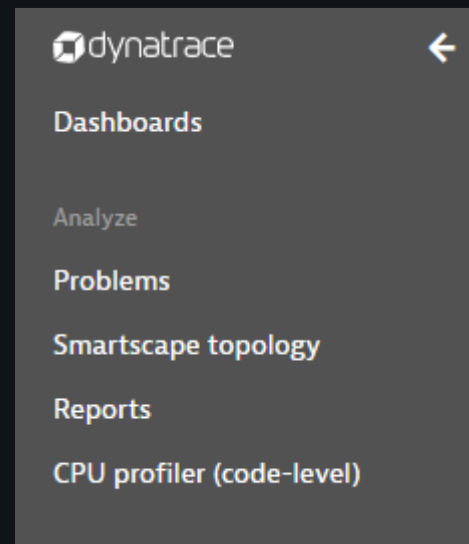 dynatrace
Dashboards
Analyze
Problems
Smartscape topology
Reports
CPU profiler (code-level)